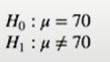 H₀ : μ = 70
H₁ : μ ≠ 70